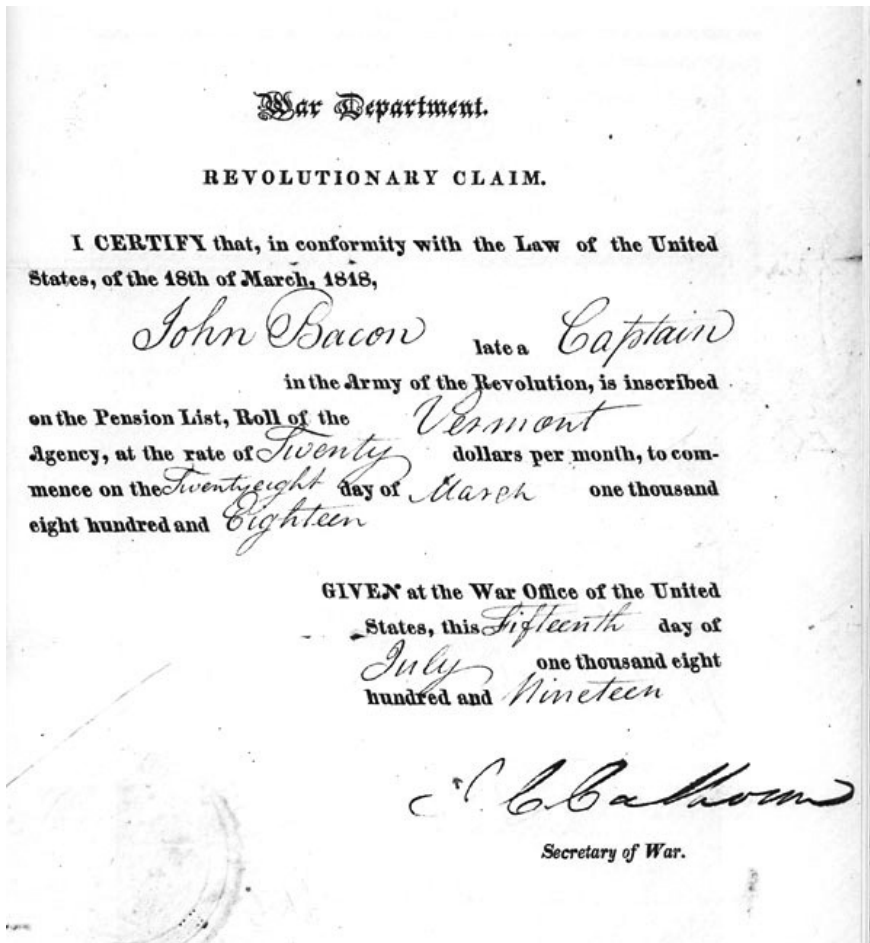 War Department.
REVOLUTIONARY CLAIM.
I CERTIFY that, in conformity with the Law of the United
States, of the 18th of March, 1818,
John Bacon late a Captain
in the Army of the Revolution, is inscribed
on the Pension List, Roll of the Vermont
Agency, at the rate of Twenty dollars per month, to com-
mence on the Twentyeight day of March one thousand
eight hundred and Eighteen
GIVEN at the War Office of the United
States, this Fifteenth day of
July one thousand eight
hundred and Nineteen
J C Calhoun
Secretary of War.